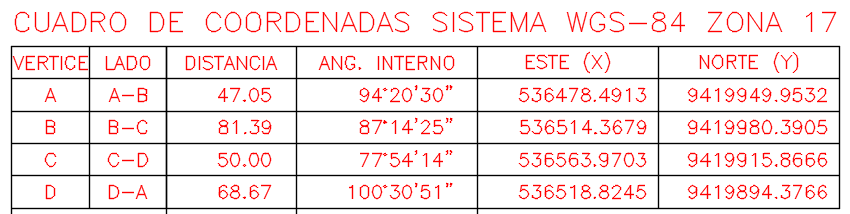 CUADRO DE COORDENADAS SISTEMA WGS-84 ZONA 17
VERTICE LADO DISTANCIA ANG. INTERNO ESTE (X) NORTE (Y)
A A-B 47.05 94°20'30" 536478.4913 9419949.9532
B B-C 81.39 87°14'25" 536514.3679 9419980.3905
C C-D 50.00 77°54'14" 536563.9703 9419915.8666
D D-A 68.67 100°30'51" 536518.8245 9419894.3766